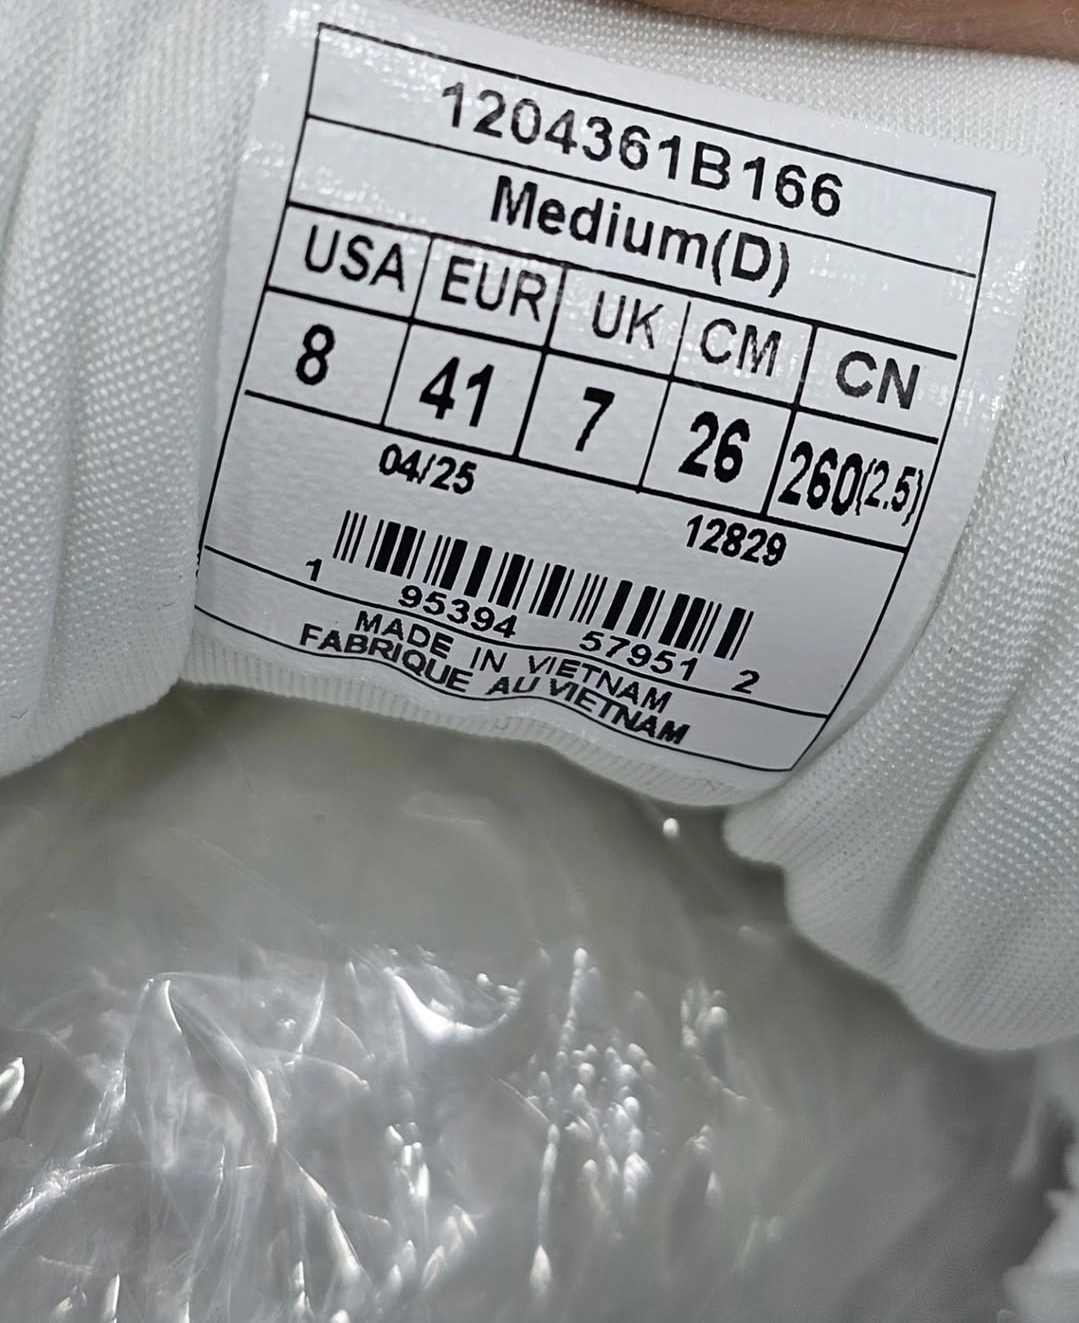 1204361B166
Medium(D)
USA EUR UK CM CN
8 41 7 26 260(2.5)
04/25 12829
1 95394 57951 2
MADE IN VIETNAM
FABRIQUE AU VIETNAM